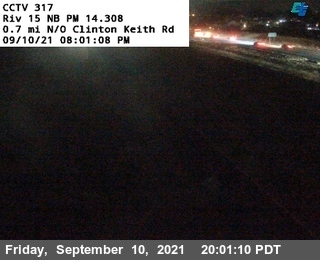 CCTV 317
Riv 15 NB PM 14.308
0.7 mi N/O Clinton Keith Rd
09/10/21 08:01:08 PM
Friday, September 10, 2021 20:01:10 PDT